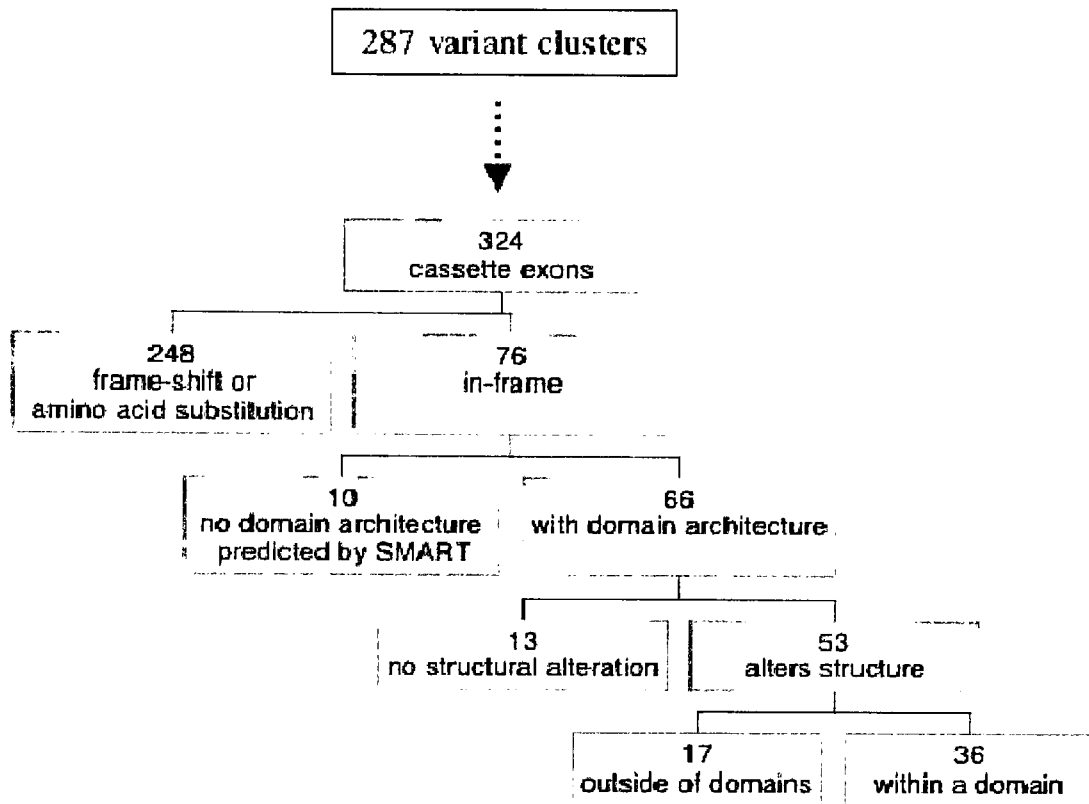 287 variant clusters
324
cassette exons
248
frame-shift or
amino acid substitution
76
in-frame
10
no domain architecture
predicted by SMART
66
with domain architecture
13
no structural alteration
53
alters structure
17
outside of domains
36
within a domain